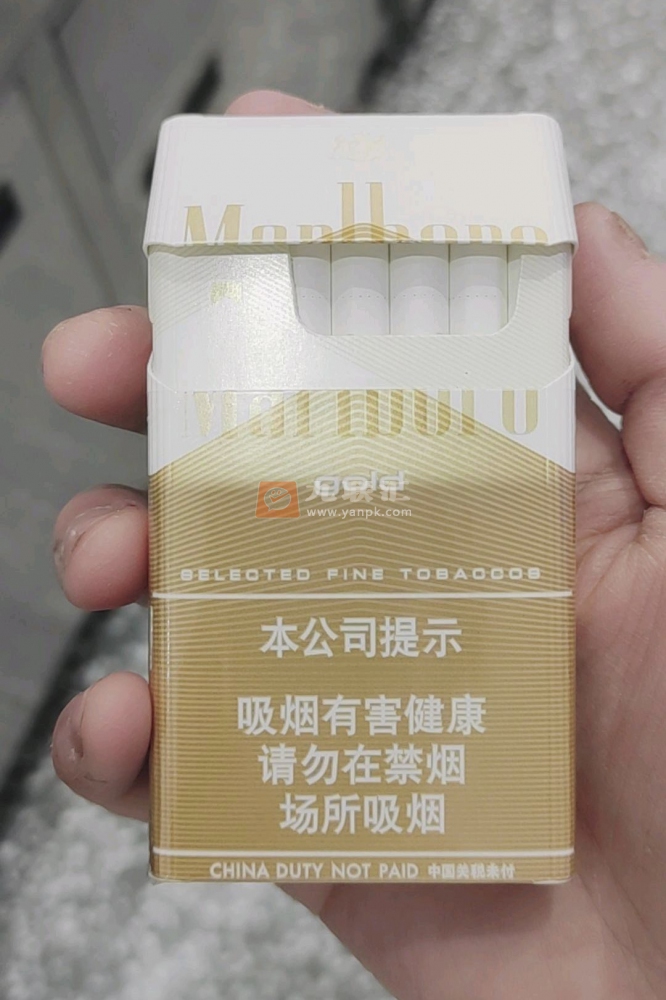 Marlboro
Marlboro
gold
www.yanpk.com
SELECTED FINE TOBACCOS
本公司提示
吸烟有害健康
请勿在禁烟
场所吸烟
CHINA DUTY NOT PAID 中国关税未付